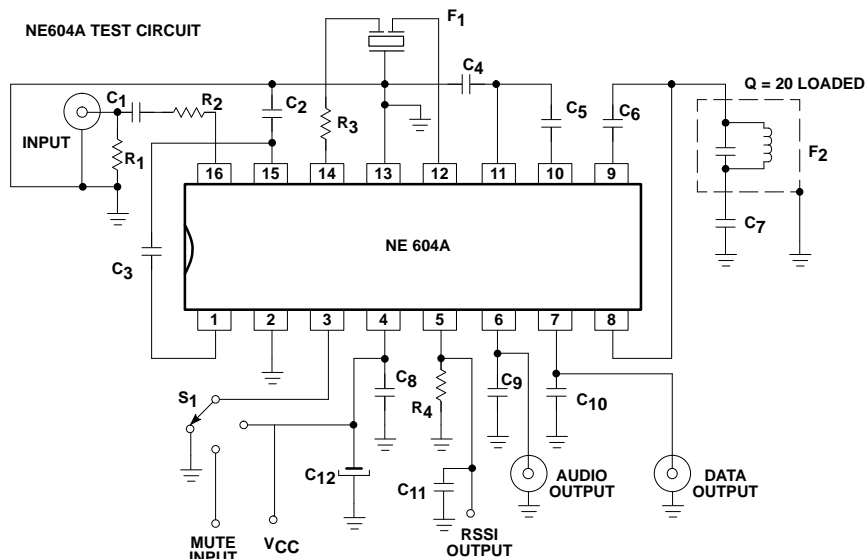 NE604A TEST CIRCUIT
F1
Q = 20 LOADED
C1
R2
C2
C4
INPUT
R1
R3
C5
C6
F2
16
15
14
13
12
11
10
9
C7
C3
NE 604A
1
2
3
4
5
6
7
8
S1
C8
R4
C9
C10
C12
C11
AUDIO
OUTPUT
DATA
OUTPUT
MUTE
INPUT
VCC
RSSI
OUTPUT